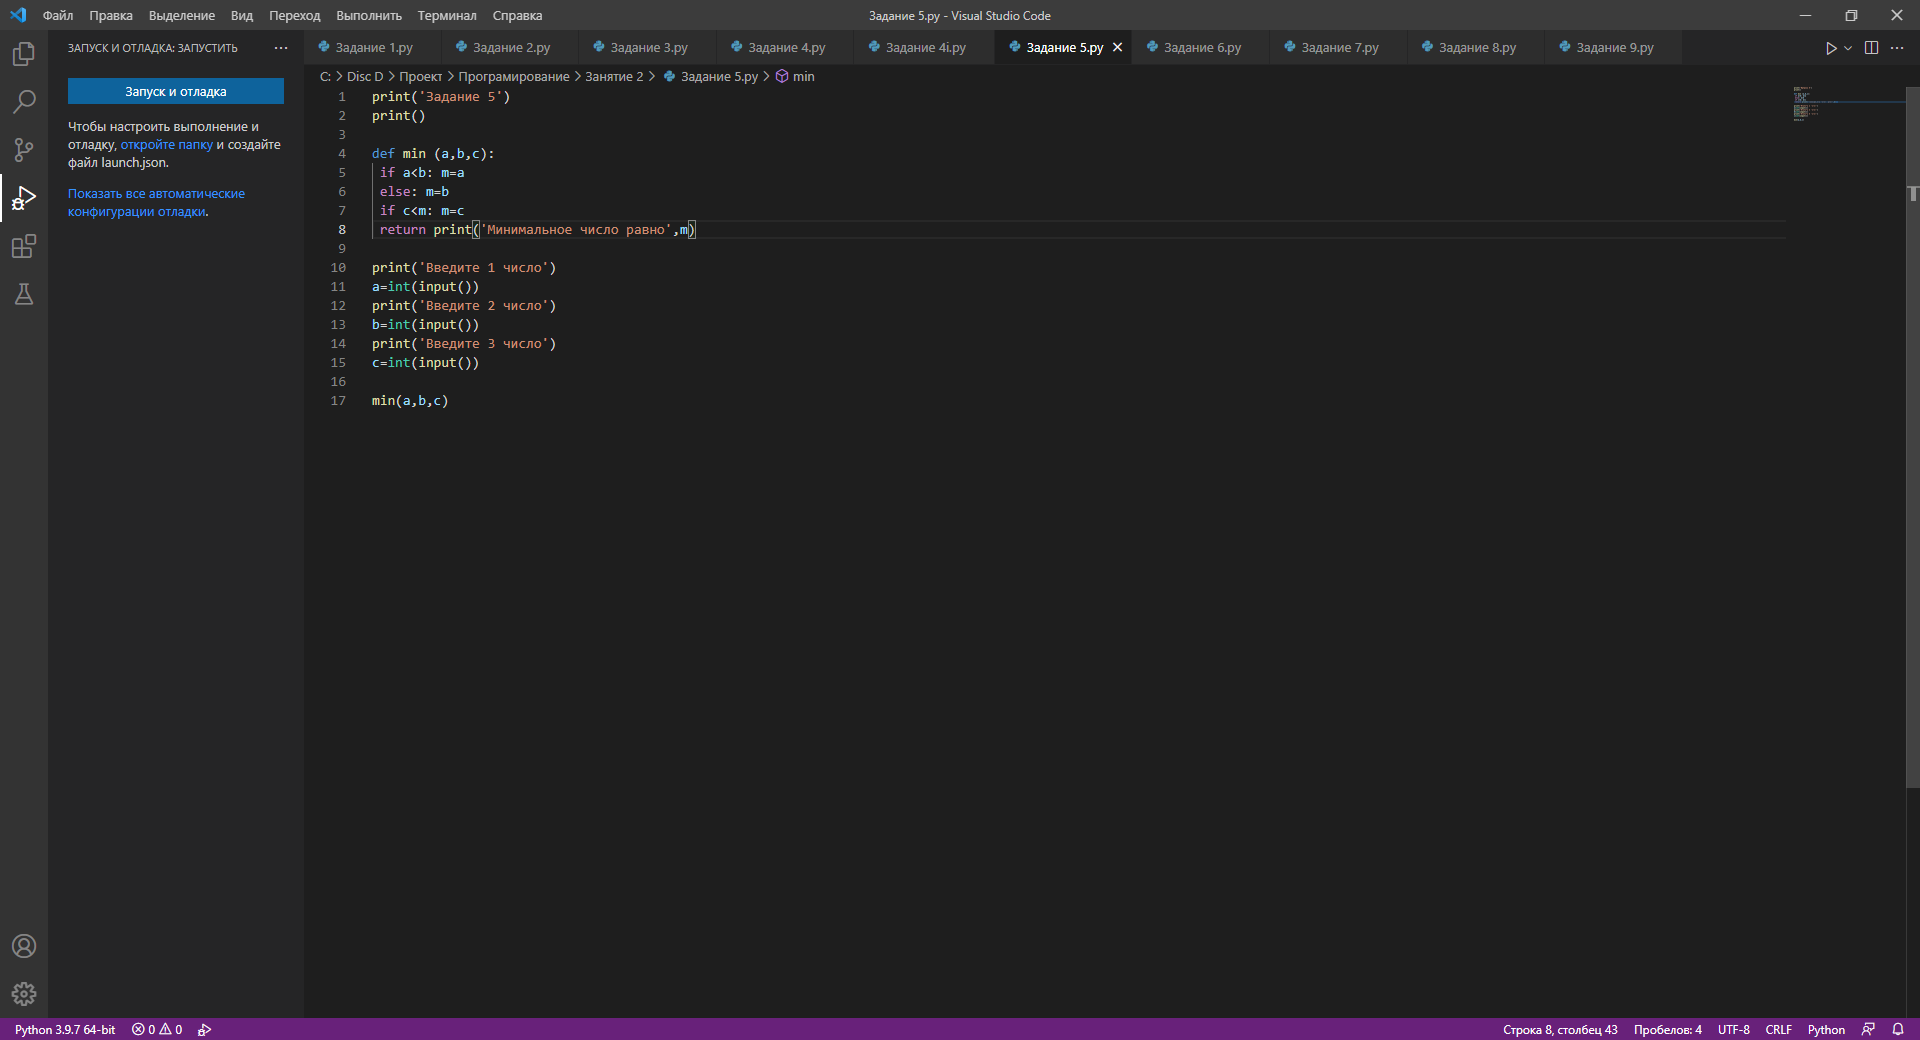 Файл Правка Выделение Вид Переход Выполнить Терминал Справка
Задание 5.py - Visual Studio Code
ЗАПУСК И ОТЛАДКА: ЗАПУСТИТЬ
Запуск и отладка
Чтобы настроить выполнение и
отладку, откройте папку и создайте
файл launch.json.
Показать все автоматические
конфигурации отладки.
Задание 1.py Задание 2.py Задание 3.py Задание 4.py Задание 4i.py Задание 5.py Задание 6.py Задание 7.py Задание 8.py Задание 9.py
C: > Disc D > Проект > Програмирование > Занятие 2 > Задание 5.py > min
1 print('Задание 5')
2 print()
3
4 def min (a,b,c):
5 if a<b: m=a
6 else: m=b
7 if c<m: m=c
8 return print('Минимальное число равно',m)
9
10 print('Введите 1 число')
11 a=int(input())
12 print('Введите 2 число')
13 b=int(input())
14 print('Введите 3 число')
15 c=int(input())
16
17 min(a,b,c)
Python 3.9.7 64-bit 0 0
Строка 8, столбец 43 Пробелов: 4 UTF-8 CRLF Python